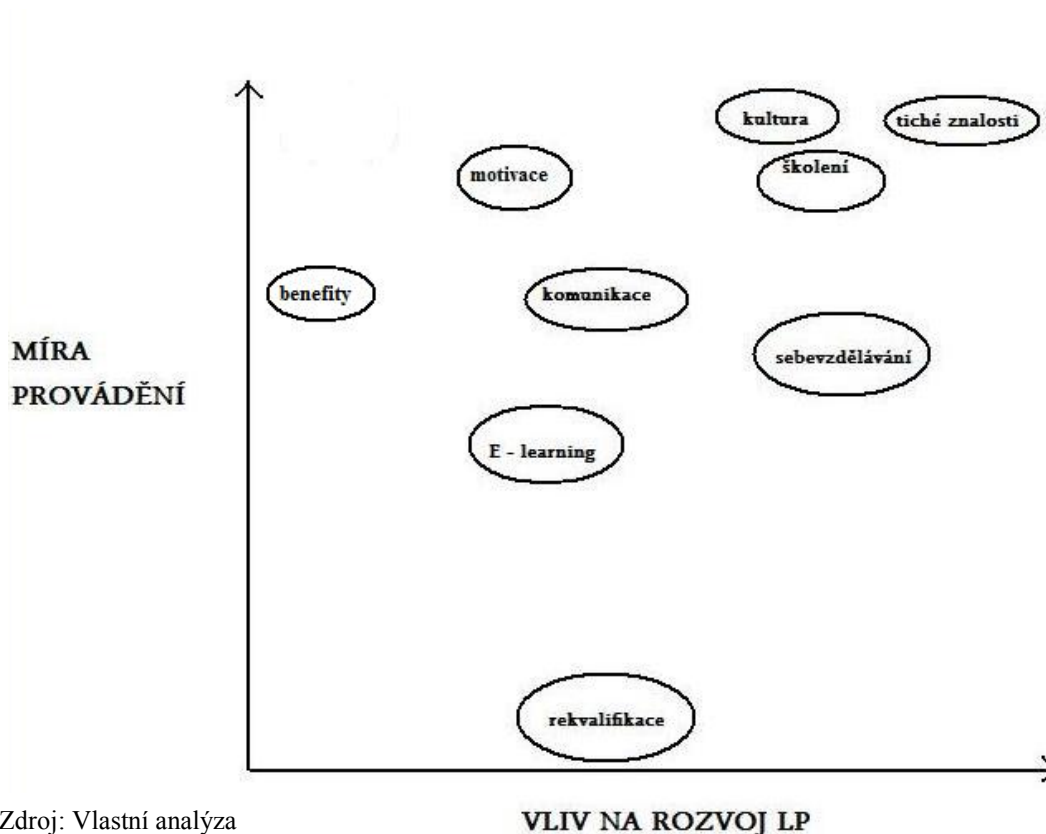 kultura
tiché znalosti
školení
motivace
benefity
komunikace
MÍRA
PROVÁDĚNÍ
sebevzdělávání
E - learning
rekvalifikace
Zdroj: Vlastní analýza
VLIV NA ROZVOJ LP